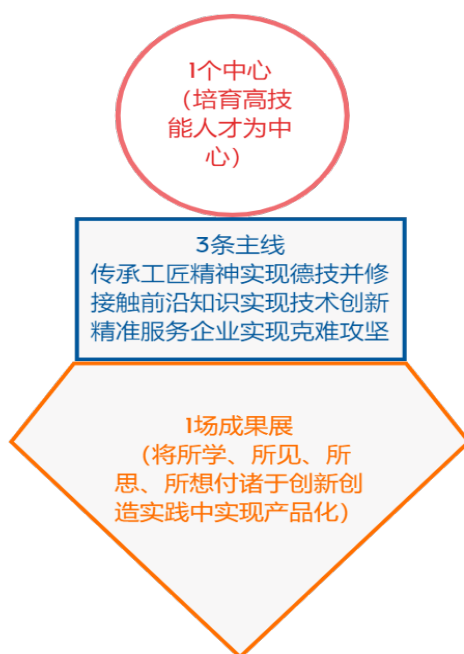 1个中心
（培育高技
能人才为中
心）
3条主线
传承工匠精神实现德技并修
接触前沿知识实现技术创新
精准服务企业实现克难攻坚
1场成果展
（将所学、所见、所
思、所想付诸于创新创
造实践中实现产品化）